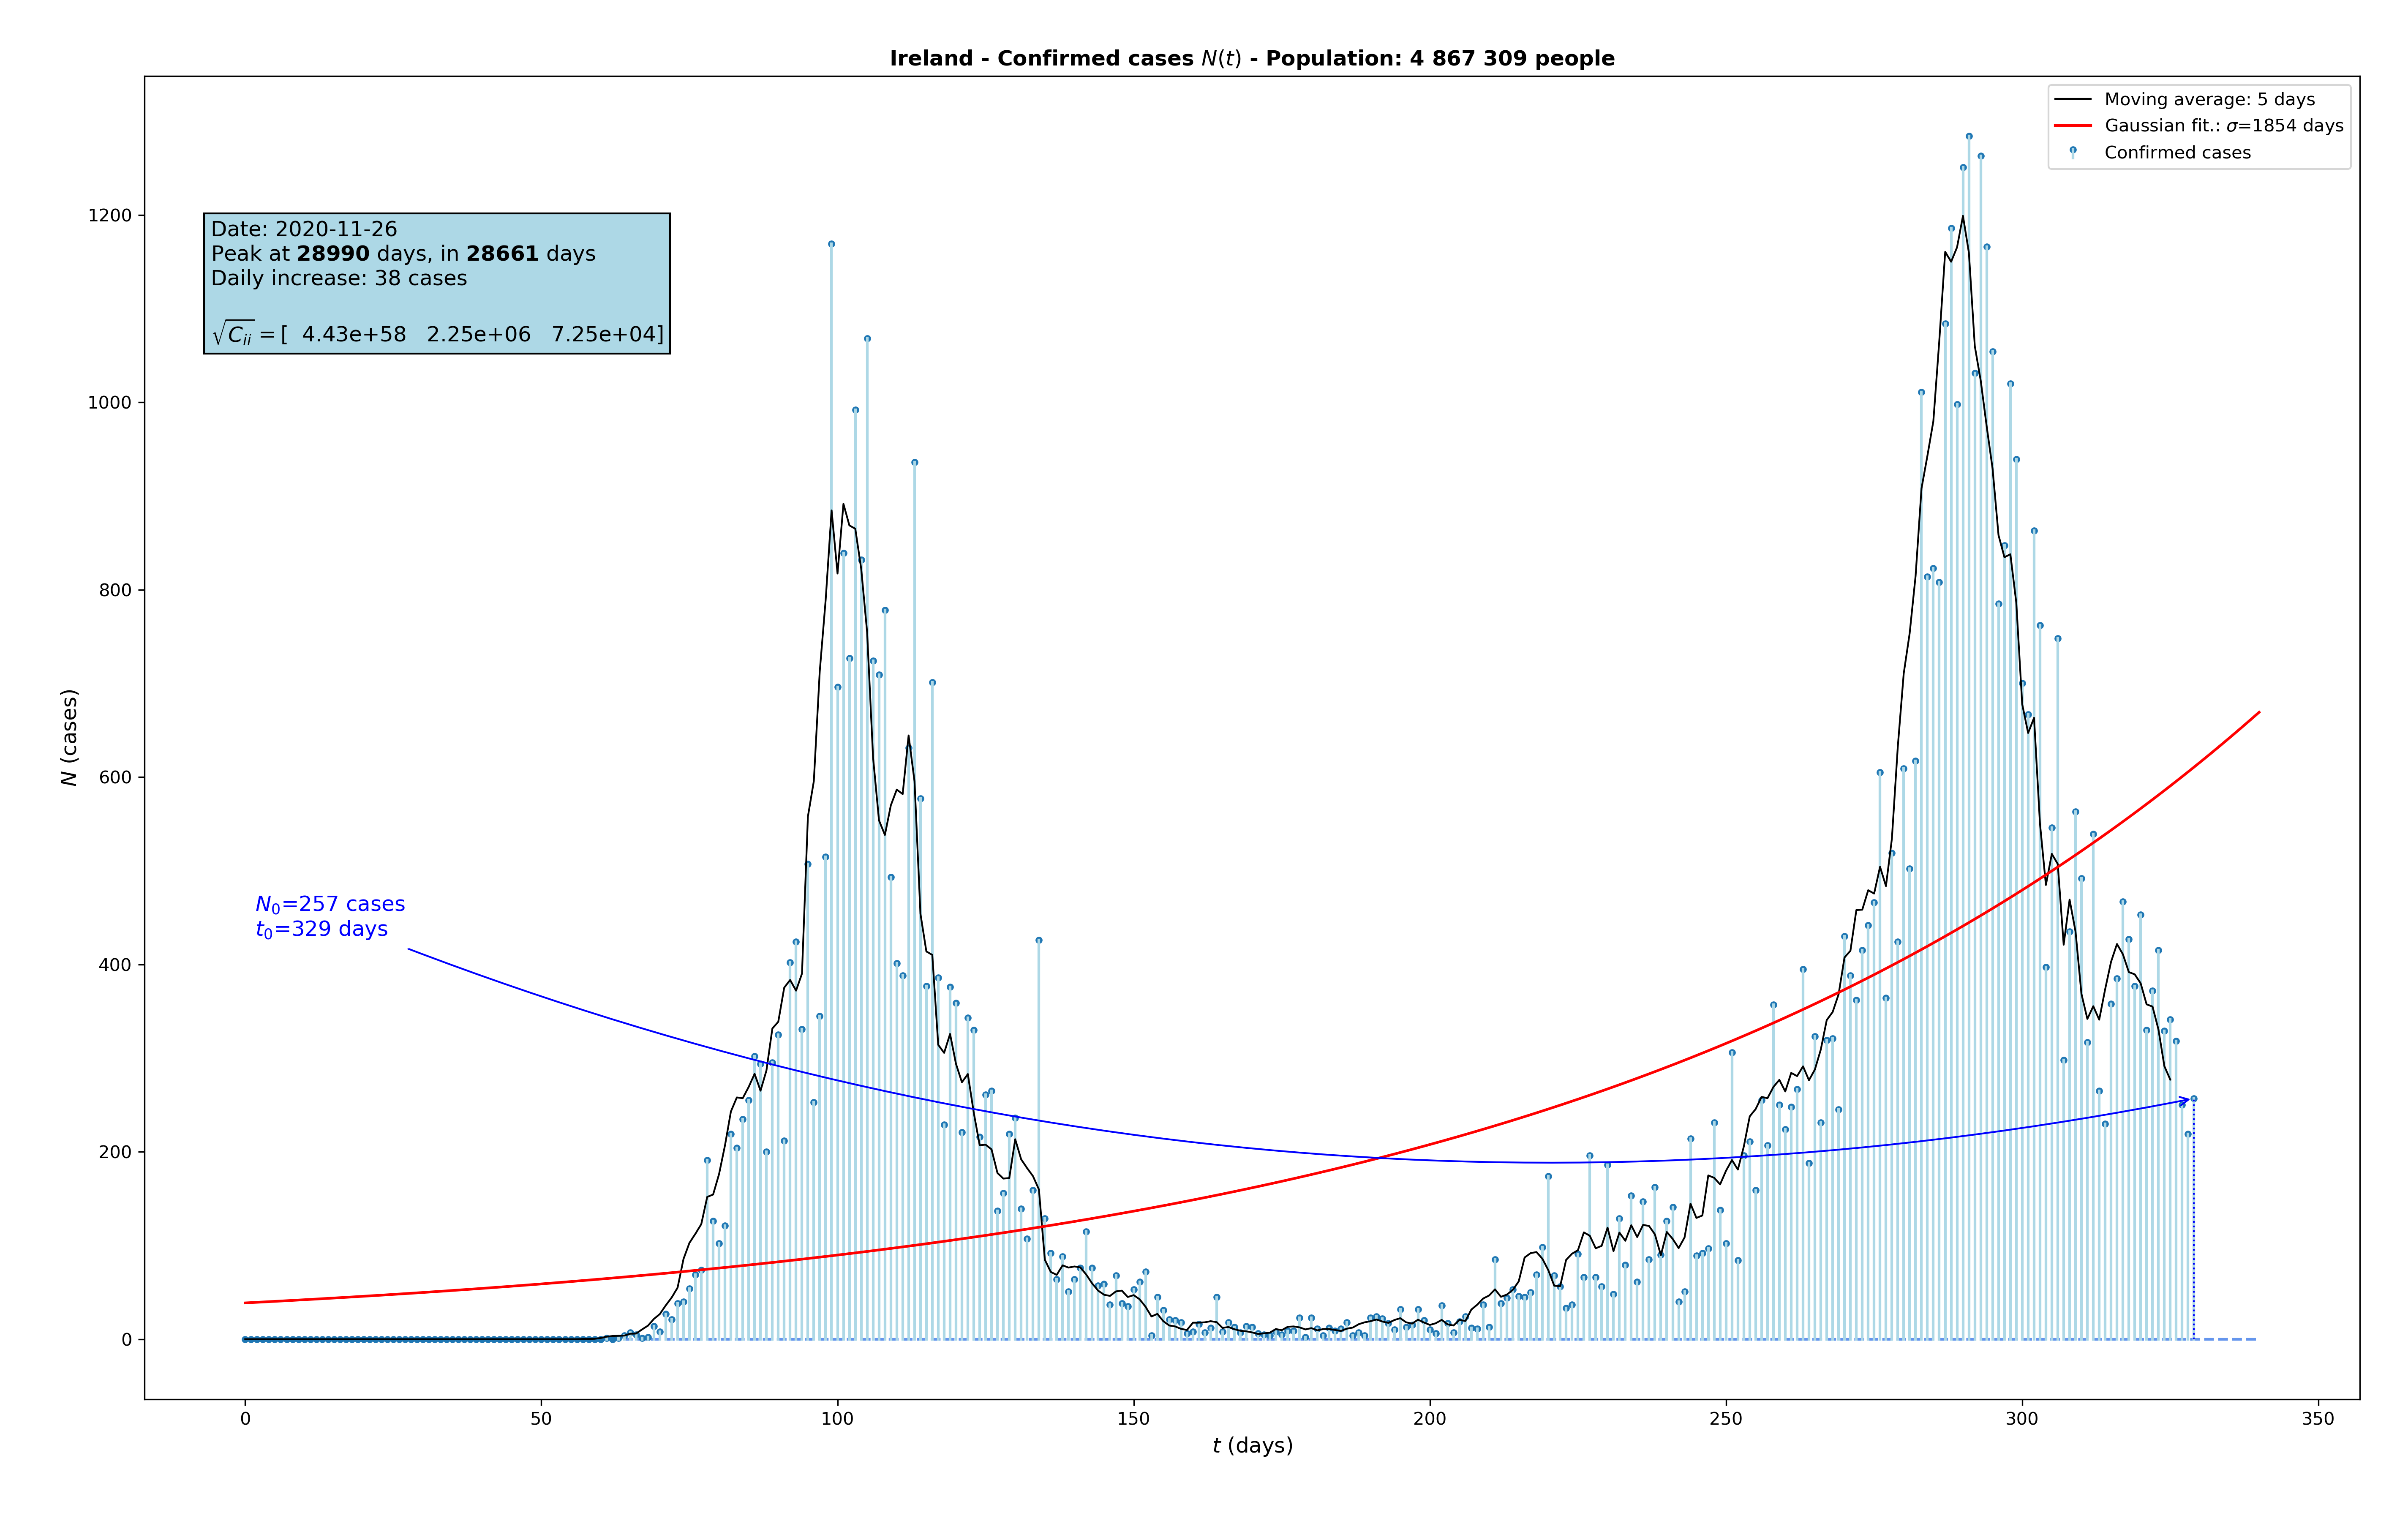 Ireland - Confirmed cases N(t) - Population: 4 867 309 people
Moving average: 5 days
Gaussian fit.: σ=1854 days
Confirmed cases
Date: 2020-11-26
Peak at 28990 days, in 28661 days
Daily increase: 38 cases
√Cii = [  4.43e+58   2.25e+06   7.25e+04]
N0=257 cases
t0=329 days
N (cases)
1200
1000
800
600
400
200
0
0 50 100 150 200 250 300 350
t (days)